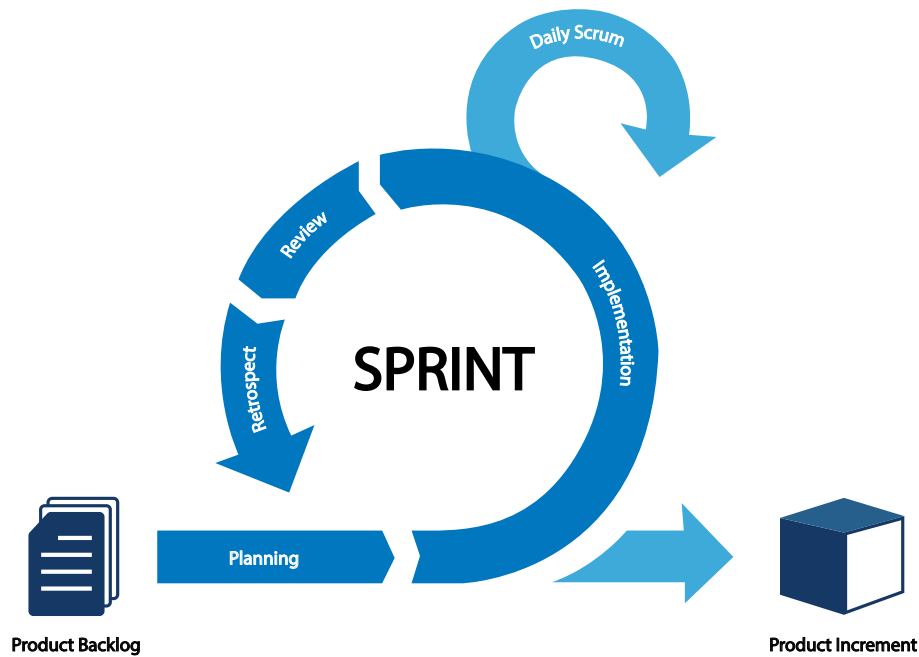 Daily Scrum
Review
Implementation
SPRINT
Retrospect
Planning
Product Backlog
Product Increment